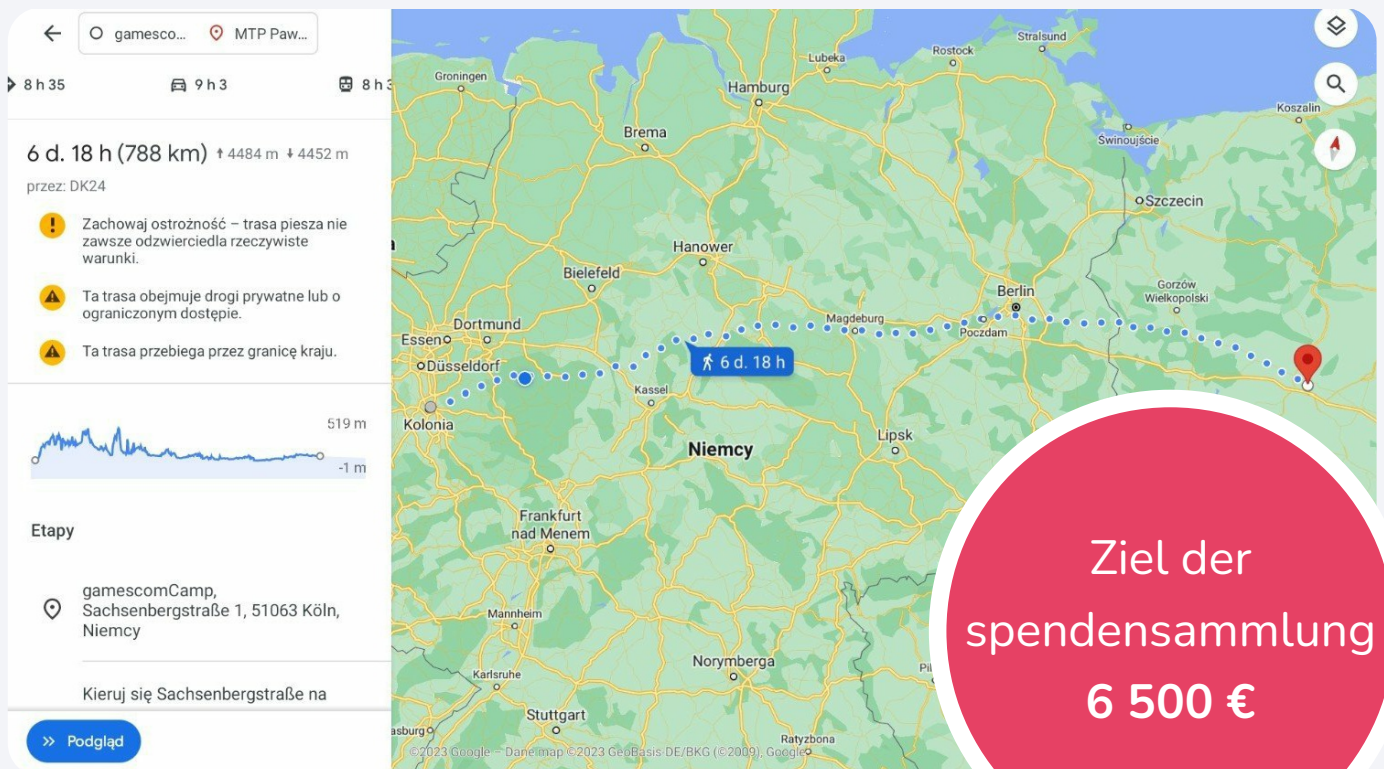 gamesco... MTP Paw...
8 h 35 9 h 3
6 d. 18 h (788 km) 4484 m 4452 m
przez: DK24
Zachowaj ostrożność – trasa piesza nie
zawsze odzwierciedla rzeczywiste
warunki.
Ta trasa obejmuje drogi prywatne lub o
ograniczonym dostępie.
Ta trasa przebiega przez granicę kraju.
519 m
-1 m
Etapy
gamescomCamp,
Sachsenbergstraße 1, 51063 Köln,
Niemcy
Kieruj się Sachsenbergstraße na
Podgląd
Stralsund
Rostock
Lubeka
Groningen
Hamburg
Koszalin
Brema
Świnoujście
Szczecin
Hanower
Bielefeld
Berlin
Gorzów
Wielkopolski
Magdeburg
Poczdam
Dortmund
Essen
Düsseldorf
6 d. 18 h
Kassel
Kolonia
Lipsk
Niemcy
Frankfurt
nad Menem
Mannheim
Norymberga
Karlsruhe
Stuttgart
Ratyzbona
©2023 Google – Dane map ©2023 GeoBasis-DE/BKG (©2009), Google
Ziel der
spendensammlung
6 500 €